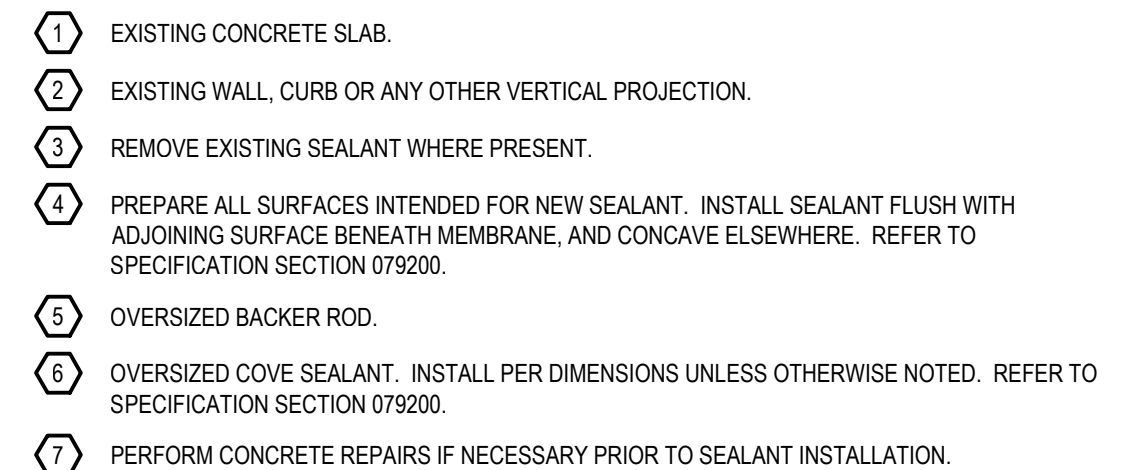 1 EXISTING CONCRETE SLAB.
2 EXISTING WALL, CURB OR ANY OTHER VERTICAL PROJECTION.
3 REMOVE EXISTING SEALANT WHERE PRESENT.
4 PREPARE ALL SURFACES INTENDED FOR NEW SEALANT.  INSTALL SEALANT FLUSH WITH
ADJOINING SURFACE BENEATH MEMBRANE, AND CONCAVE ELSEWHERE.  REFER TO
SPECIFICATION SECTION 079200.
5 OVERSIZED BACKER ROD.
6 OVERSIZED COVE SEALANT.  INSTALL PER DIMENSIONS UNLESS OTHERWISE NOTED.  REFER TO
SPECIFICATION SECTION 079200.
7 PERFORM CONCRETE REPAIRS IF NECESSARY PRIOR TO SEALANT INSTALLATION.